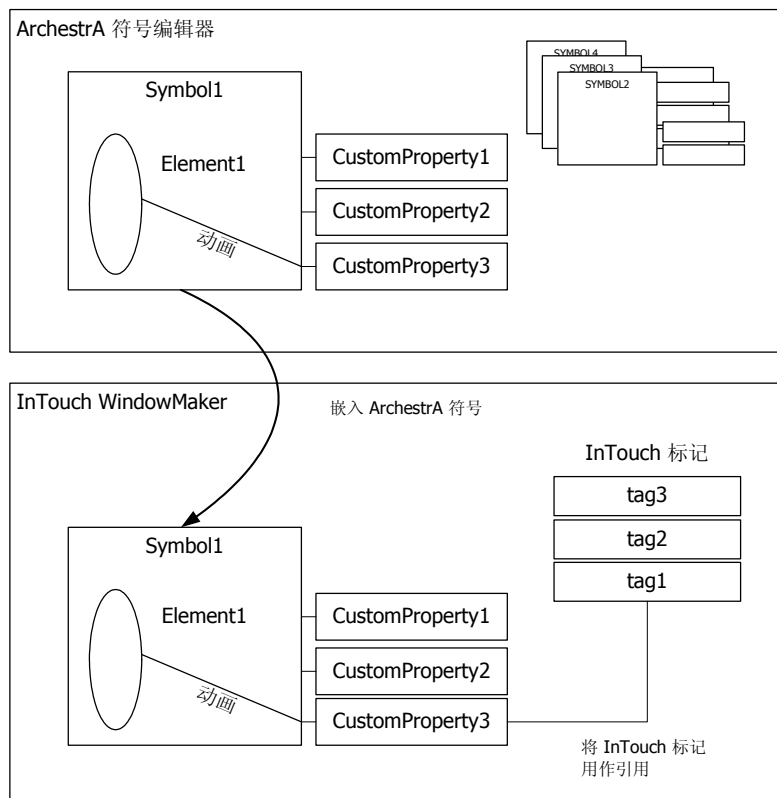 ArchestrA 符号编辑器
SYMBOL4
SYMBOL3
SYMBOL2
Symbol1
Element1
动画
CustomProperty1
CustomProperty2
CustomProperty3
InTouch WindowMaker
嵌入 ArchestrA 符号
InTouch 标记
tag3
tag2
tag1
Symbol1
Element1
动画
CustomProperty1
CustomProperty2
CustomProperty3
将 InTouch 标记
用作引用